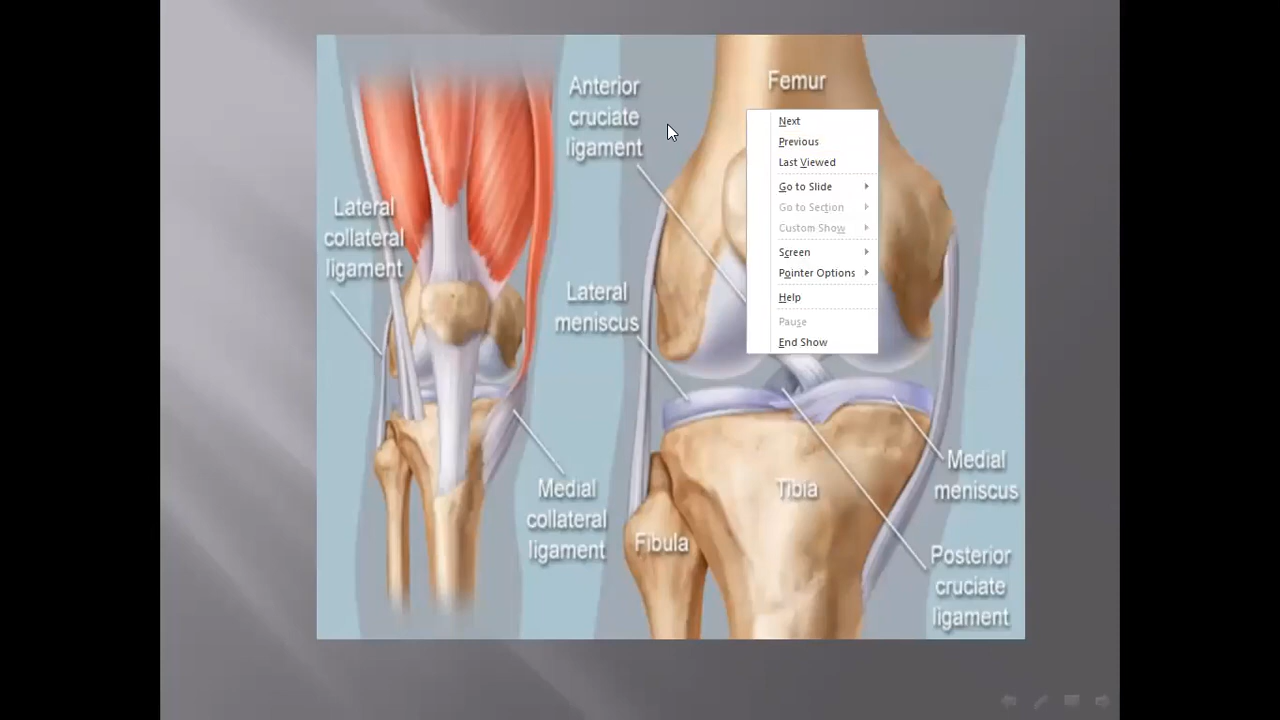 Anterior
cruciate
ligament
Femur
Next
Previous
Last Viewed
Go to Slide
Go to Section
Custom Show
Screen
Pointer Options
Help
Pause
End Show
Lateral
collateral
ligament
Lateral
meniscus
Medial
collateral
ligament
Fibula
Tibia
Medial
meniscus
Posterior
cruciate
ligament